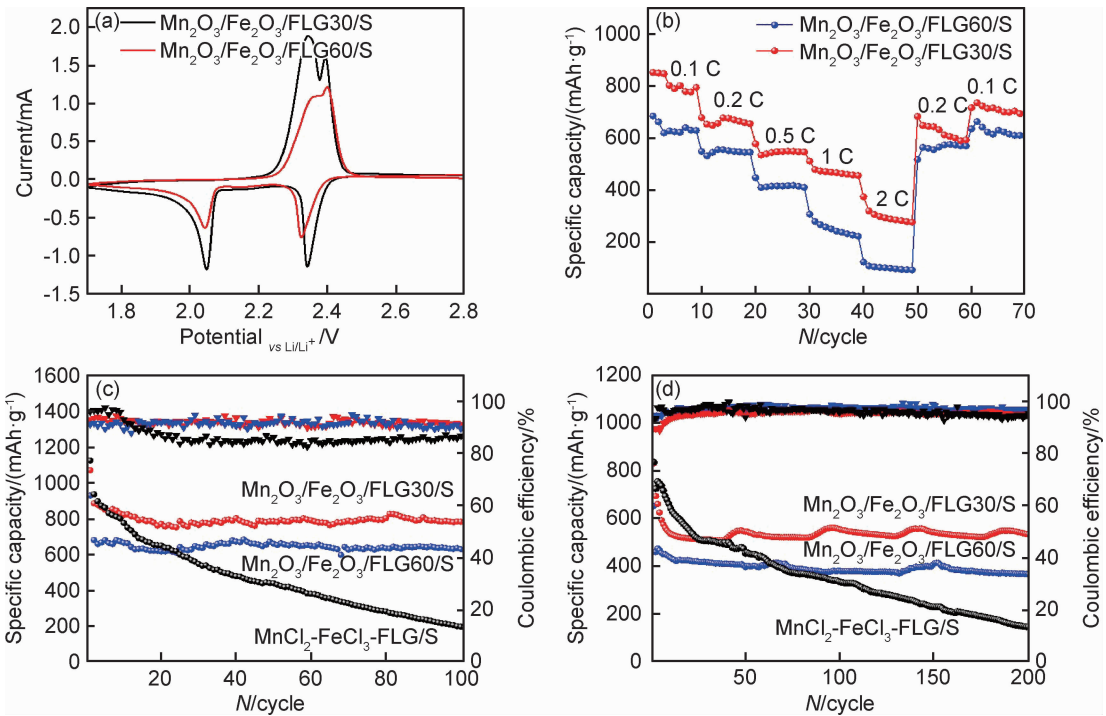 (a)
Mn₂O₃/Fe₂O₃/FLG30/S
Mn₂O₃/Fe₂O₃/FLG60/S
2.0
1.5
1.0
0.5
0.0
-0.5
-1.0
-1.5
Current/mA
1.8 2.0 2.2 2.4 2.6 2.8
Potential vs Li/Li⁺ /V
(b)
Mn₂O₃/Fe₂O₃/FLG60/S
Mn₂O₃/Fe₂O₃/FLG30/S
1000
800
600
400
200
Specific capacity/(mAh·g⁻¹)
0.1 C
0.2 C
0.5 C
1 C
2 C
0.2 C
0.1 C
0 10 20 30 40 50 60 70
N/cycle
(c)
1600
1400
1200
1000
800
600
400
200
0
Specific capacity/(mAh·g⁻¹)
Mn₂O₃/Fe₂O₃/FLG30/S
Mn₂O₃/Fe₂O₃/FLG60/S
MnCl₂-FeCl₃-FLG/S
100
80
60
40
20
0
Coulombic efficiency/%
20 40 60 80 100
N/cycle
(d)
1200
1000
800
600
400
200
0
Specific capacity/(mAh·g⁻¹)
Mn₂O₃/Fe₂O₃/FLG30/S
Mn₂O₃/Fe₂O₃/FLG60/S
MnCl₂-FeCl₃-FLG/S
100
80
60
40
20
0
Coulombic efficiency/%
50 100 150 200
N/cycle